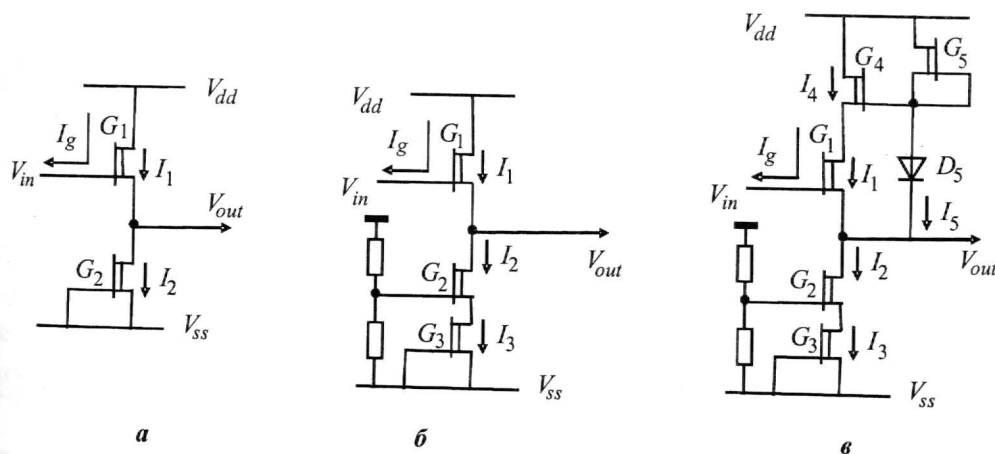 V_dd
G_1
I_g
I_1
V_in
V_out
G_2
I_2
V_ss
а
V_dd
G_1
I_g
I_1
V_in
I_2
V_out
G_2
G_3
I_3
V_ss
б
V_dd
G_4
G_5
I_4
G_1
I_g
I_1
D_5
V_in
I_5
I_2
V_out
G_2
G_3
I_3
V_ss
в